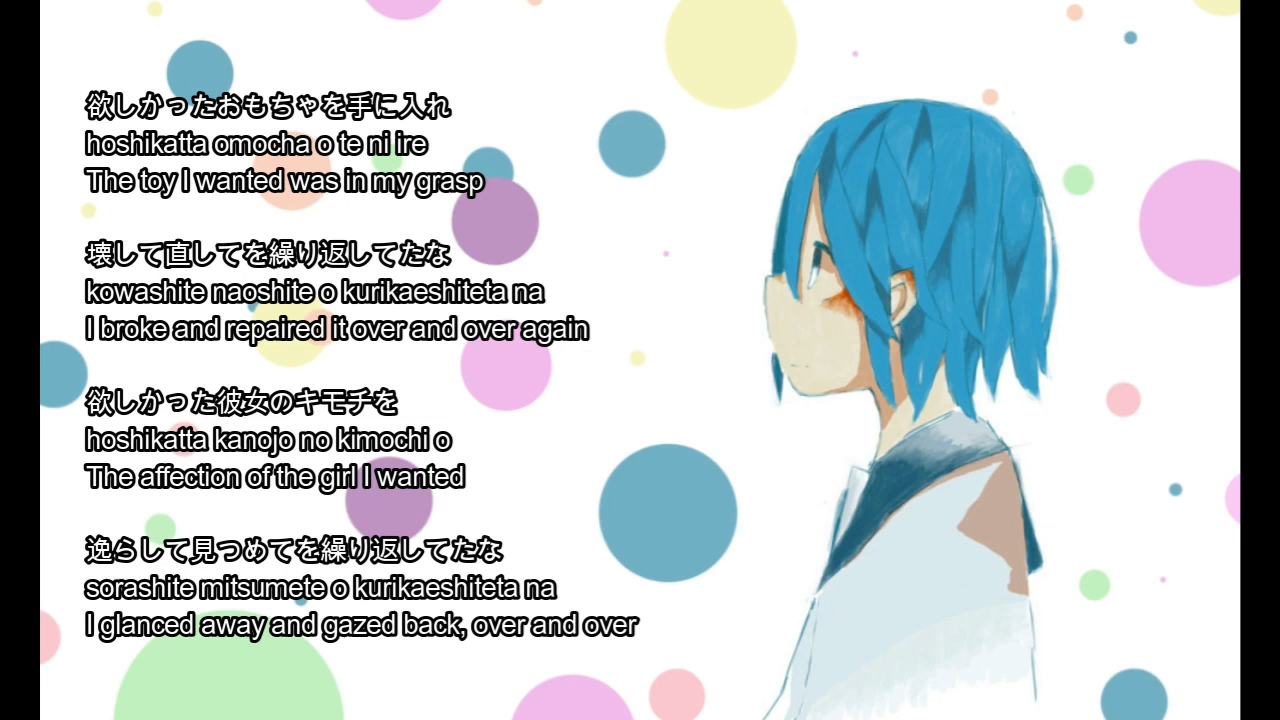 欲しかったおもちゃを手に入れ
hoshikatta omocha o te ni ire
The toy I wanted was in my grasp
壊して直してを繰り返してたな
kowashite naoshite o kurikaeshiteta na
I broke and repaired it over and over again
欲しかった彼女のキモチを
hoshikatta kanojo no kimochi o
The affection of the girl I wanted
逸らして見つめてを繰り返してたな
sorashite mitsumete o kurikaeshiteta na
I glanced away and gazed back, over and over